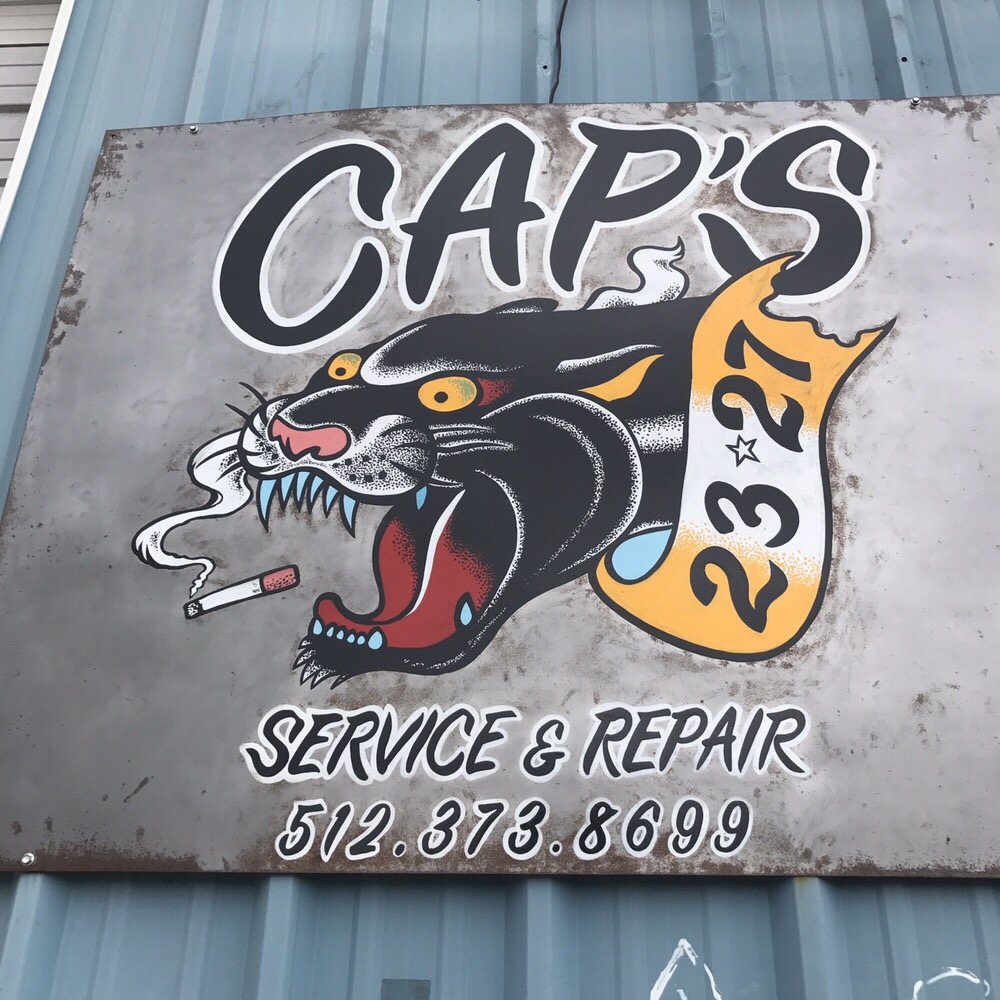 CAP'S
23☆27
SERVICE & REPAIR
512.373.8699